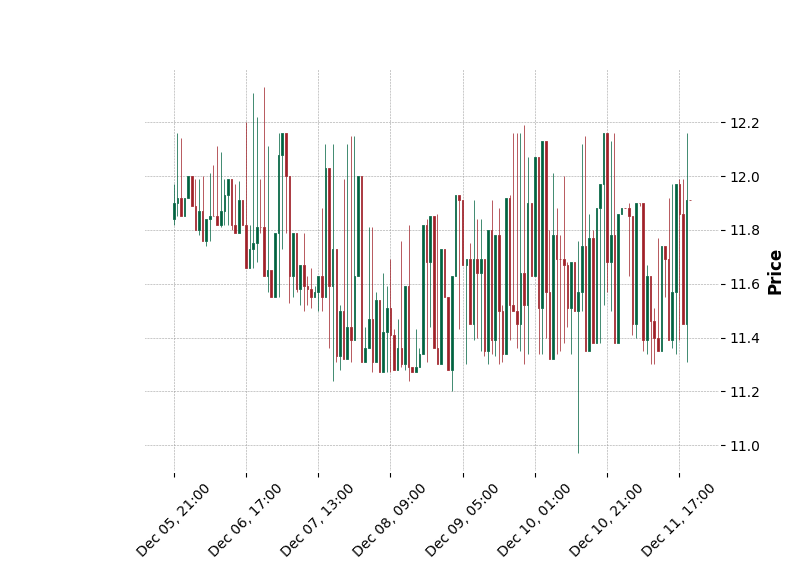 12.2
12.0
11.8
11.6
11.4
11.2
11.0
Price
Dec 05, 21:00
Dec 06, 17:00
Dec 07, 13:00
Dec 08, 09:00
Dec 09, 05:00
Dec 10, 01:00
Dec 10, 21:00
Dec 11, 17:00